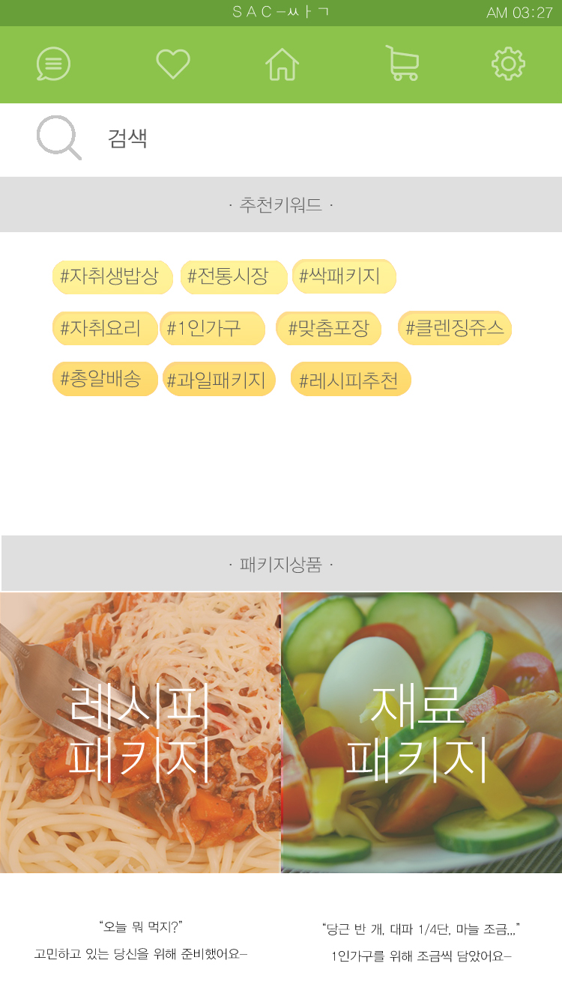 SAC-ㅆㅏㄱ AM 03:27
검색
· 추천키워드 ·
#자취생밥상 #전통시장 #싹패키지
#자취요리 #1인가구 #맞춤포장 #클렌징쥬스
#총알배송 #과일패키지 #레시피추천
· 패키지상품 ·
레시피
패키지
재료
패키지
“오늘 뭐 먹지?”
고민하고 있는 당신을 위해 준비했어요-
“당근 반 개, 대파 1/4단, 마늘 조금,,,”
1인가구를 위해 조금씩 담았어요-